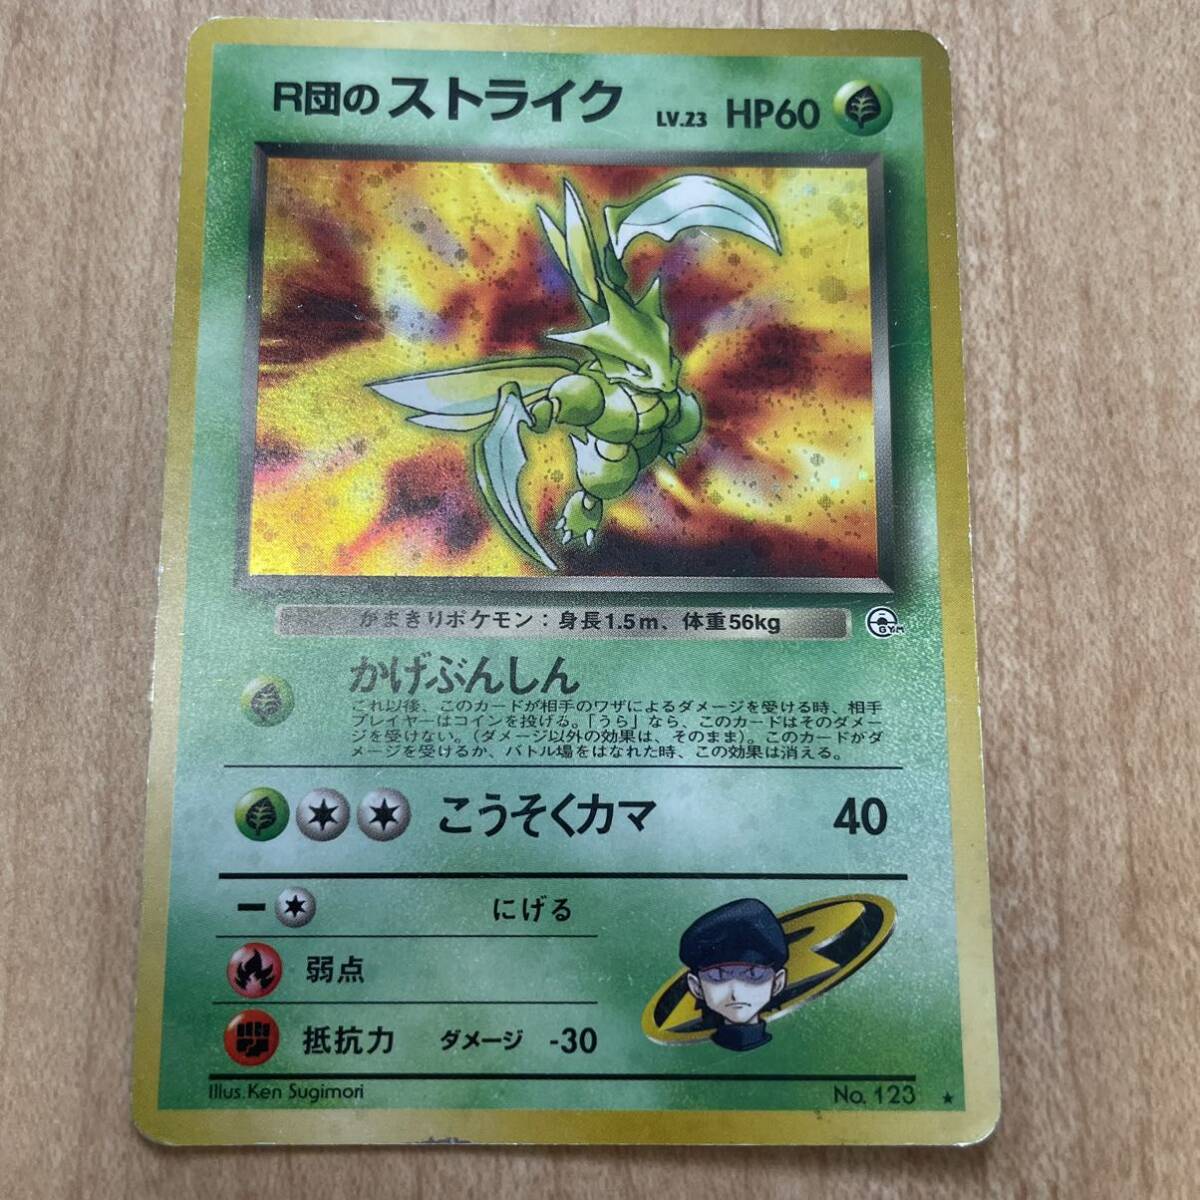 R団のストライク LV.23 HP60
かまきりポケモン：身長1.5m、体重56kg
GYM
かげぶんしん
これ以後、このカードが相手のワザによるダメージを受ける時、相手
プレイヤーはコインを投げる。「うら」なら、このカードはそのダメー
ジを受けない。（ダメージ以外の効果は、そのまま）。このカードがダ
メージを受けるか、バトル場をはなれた時、この効果は消える。
こうそくカマ 40
ー にげる
弱点
R
抵抗力 ダメージ -30
Illus. Ken Sugimori No. 123 ★